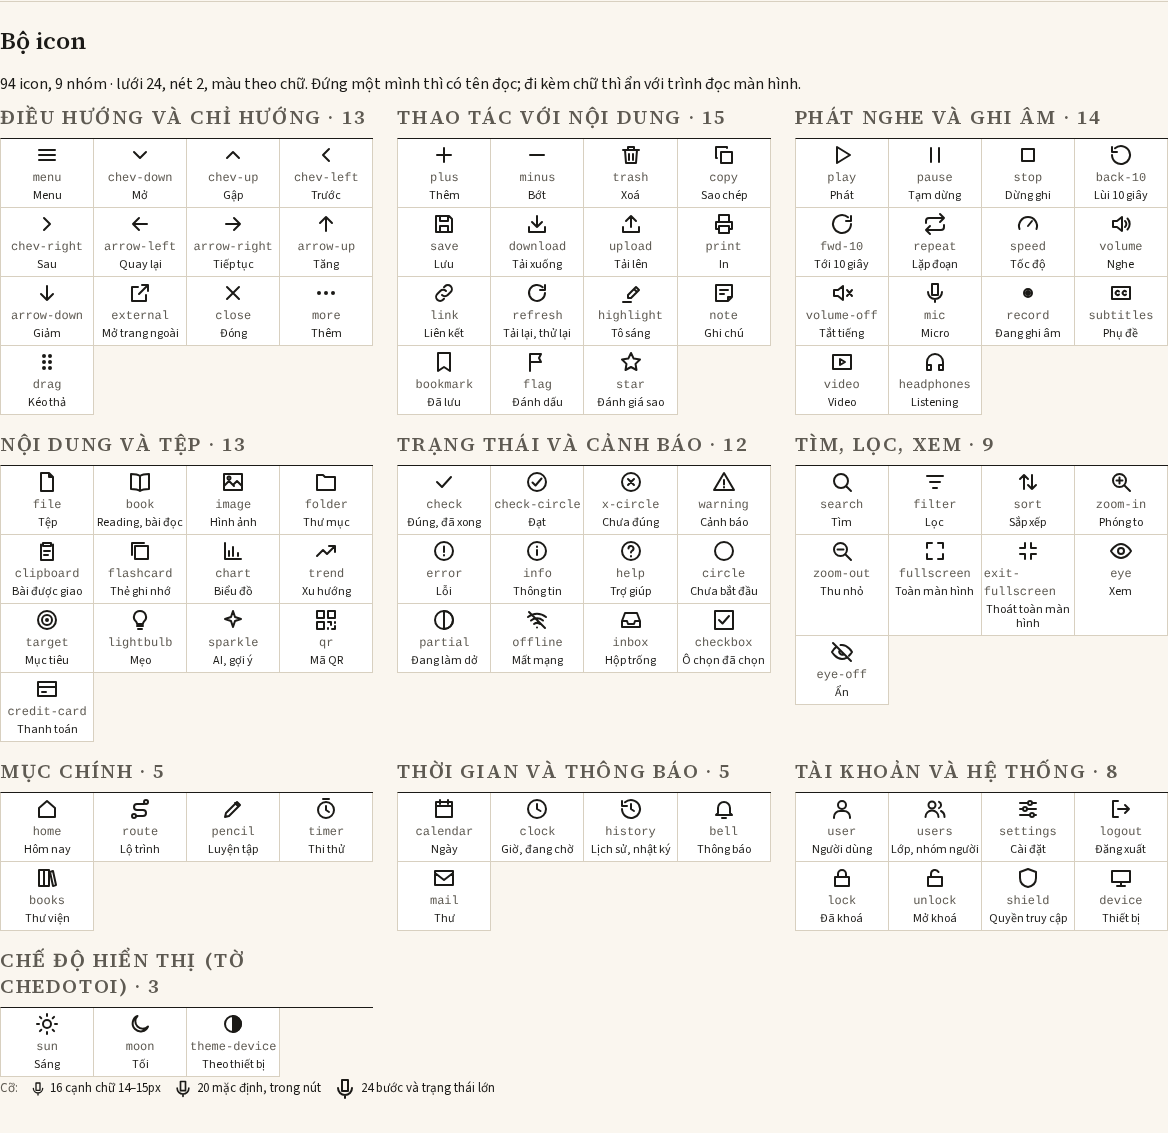 Bộ icon
94 icon, 9 nhóm · lưới 24, nét 2, màu theo chữ. Đứng một mình thì có tên đọc; đi kèm chữ thì ẩn với trình đọc màn hình.
ĐIỀU HƯỚNG VÀ CHỈ HƯỚNG · 13
menu chev-down chev-up chev-left
Menu Mở Gập Trước
chev-right arrow-left arrow-right arrow-up
Sau Quay lại Tiếp tục Tăng
arrow-down external close more
Giảm Mở trang ngoài Đóng Thêm
drag
Kéo thả
THAO TÁC VỚI NỘI DUNG · 15
plus minus trash copy
Thêm Bớt Xoá Sao chép
save download upload print
Lưu Tải xuống Tải lên In
link refresh highlight note
Liên kết Tải lại, thử lại Tô sáng Ghi chú
bookmark flag star
Đã lưu Đánh dấu Đánh giá sao
PHÁT NGHE VÀ GHI ÂM · 14
play pause stop back-10
Phát Tạm dừng Dừng ghi Lùi 10 giây
fwd-10 repeat speed volume
Tới 10 giây Lặp đoạn Tốc độ Nghe
volume-off mic record subtitles
Tắt tiếng Micro Đang ghi âm Phụ đề
video headphones
Video Listening
NỘI DUNG VÀ TỆP · 13
file book image folder
Tệp Reading, bài đọc Hình ảnh Thư mục
clipboard flashcard chart trend
Bài được giao Thẻ ghi nhớ Biểu đồ Xu hướng
target lightbulb sparkle qr
Mục tiêu Mẹo AI, gợi ý Mã QR
credit-card
Thanh toán
TRẠNG THÁI VÀ CẢNH BÁO · 12
check check-circle x-circle warning
Đúng, đã xong Đạt Chưa đúng Cảnh báo
error info help circle
Lỗi Thông tin Trợ giúp Chưa bắt đầu
partial offline inbox checkbox
Đang làm dở Mất mạng Hộp trống Ô chọn đã chọn
TÌM, LỌC, XEM · 9
search filter sort zoom-in
Tìm Lọc Sắp xếp Phóng to
zoom-out fullscreen exit-fullscreen eye
Thu nhỏ Toàn màn hình Thoát toàn màn hình Xem
eye-off
Ẩn
MỤC CHÍNH · 5
home route pencil timer
Hôm nay Lộ trình Luyện tập Thi thử
books
Thư viện
THỜI GIAN VÀ THÔNG BÁO · 5
calendar clock history bell
Ngày Giờ, đang chờ Lịch sử, nhật ký Thông báo
mail
Thư
TÀI KHOẢN VÀ HỆ THỐNG · 8
user users settings logout
Người dùng Lớp, nhóm người Cài đặt Đăng xuất
lock unlock shield device
Đã khoá Mở khoá Quyền truy cập Thiết bị
CHẾ ĐỘ HIỂN THỊ (TỜ
CHEDOTOI) · 3
sun moon theme-device
Sáng Tối Theo thiết bị
Cỡ: 16 cạnh chữ 14–15px 20 mặc định, trong nút 24 bước và trạng thái lớn